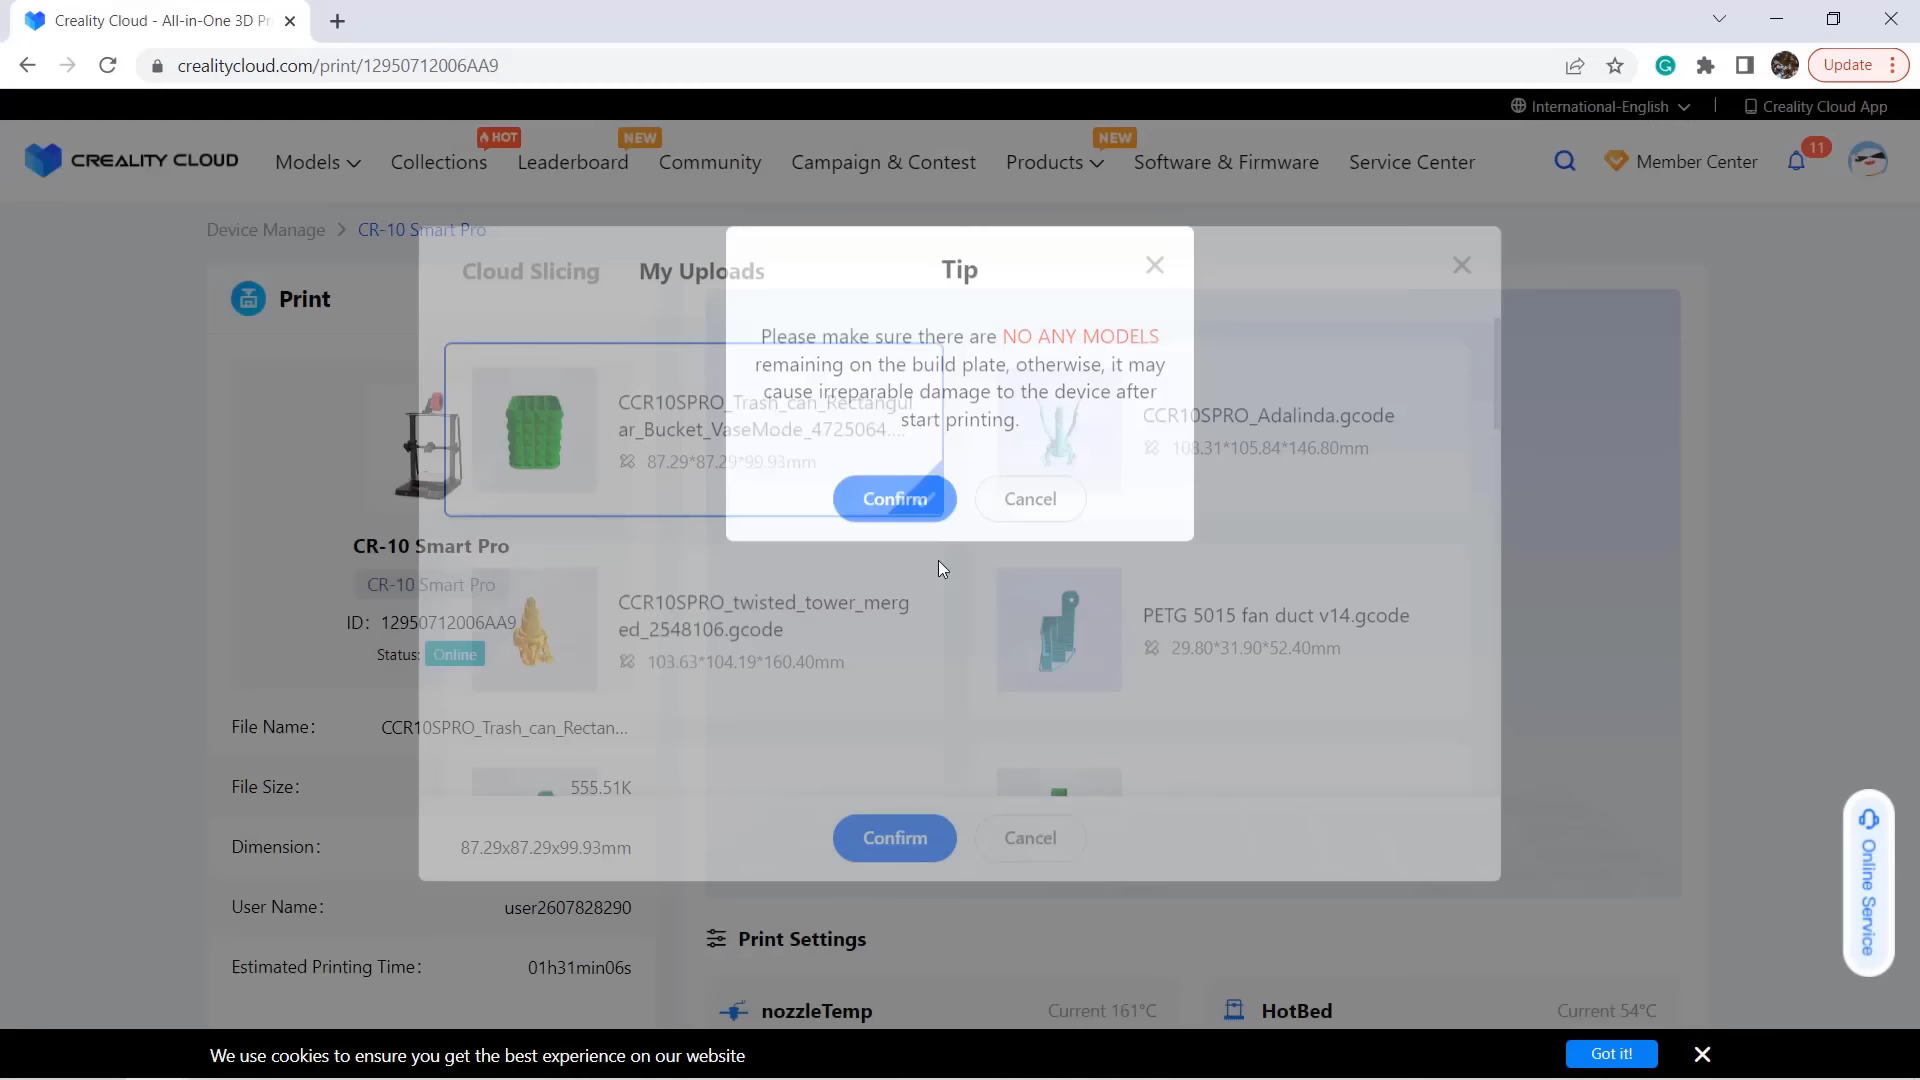 Creality Cloud - All-in-One 3D Pr
crealitycloud.com/print/12950712006AA9
Update
International-English
Creality Cloud App
CREALITY CLOUD
Models
Collections
HOT
Leaderboard
NEW
Community
Campaign & Contest
Products
NEW
Software & Firmware
Service Center
Member Center
11
Device Manage > CR-10 Smart Pro
Print
Cloud Slicing
My Uploads
Tip
Please make sure there are NO ANY MODELS
remaining on the build plate, otherwise, it may
cause irreparable damage to the device after
start printing.
Confirm
Cancel
CCR10SPRO_Trash_can_Rectangul
ar_Bucket_VaseMode_4725064....
87.29*87.29*99.93mm
CCR10SPRO_Adalinda.gcode
108.31*105.84*146.80mm
CCR10SPRO_twisted_tower_merg
ed_2548106.gcode
103.63*104.19*160.40mm
PETG 5015 fan duct v14.gcode
29.80*31.90*52.40mm
Confirm
Cancel
CR-10 Smart Pro
CR-10 Smart Pro
ID: 12950712006AA9
Status: Online
File Name: CCR10SPRO_Trash_can_Rectan...
File Size: 555.51K
Dimension: 87.29x87.29x99.93mm
User Name: user2607828290
Estimated Printing Time: 01h31min06s
Print Settings
nozzleTemp Current 161°C
HotBed Current 54°C
Online Service
We use cookies to ensure you get the best experience on our website
Got it!